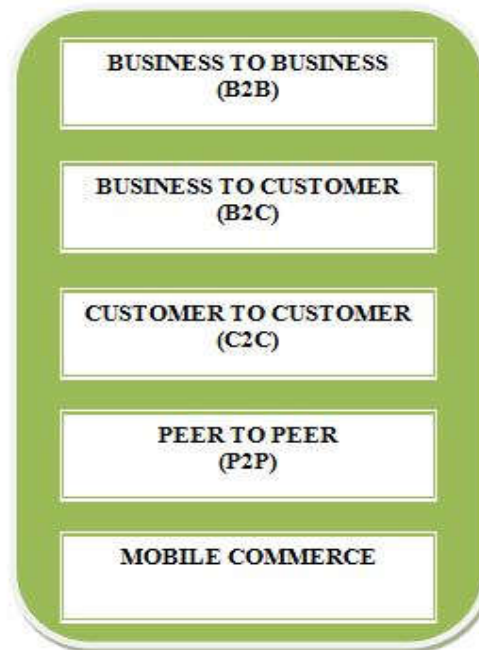 BUSINESS TO BUSINESS
(B2B)
BUSINESS TO CUSTOMER
(B2C)
CUSTOMER TO CUSTOMER
(C2C)
PEER TO PEER
(P2P)
MOBILE COMMERCE